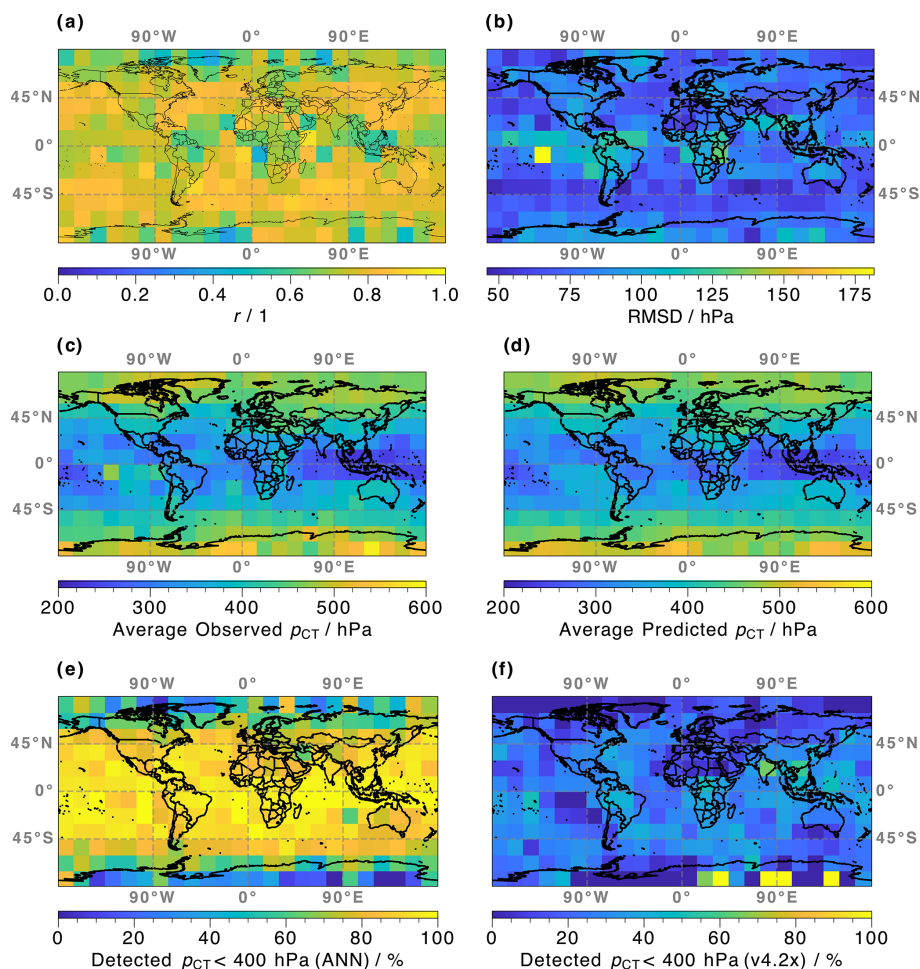 (a)
90°W 0° 90°E
45°N
0°
45°S
90°W 0° 90°E
0.0 0.2 0.4 0.6 0.8 1.0
r / 1
(b)
90°W 0° 90°E
45°N
0°
45°S
90°W 0° 90°E
50 75 100 125 150 175
RMSD / hPa
(c)
90°W 0° 90°E
45°N
0°
45°S
90°W 0° 90°E
200 300 400 500 600
Average Observed pCT / hPa
(d)
90°W 0° 90°E
45°N
0°
45°S
90°W 0° 90°E
200 300 400 500 600
Average Predicted pCT / hPa
(e)
90°W 0° 90°E
45°N
0°
45°S
90°W 0° 90°E
0 20 40 60 80 100
Detected pCT < 400 hPa (ANN) / %
(f)
90°W 0° 90°E
45°N
0°
45°S
90°W 0° 90°E
0 20 40 60 80 100
Detected pCT < 400 hPa (v4.2x) / %